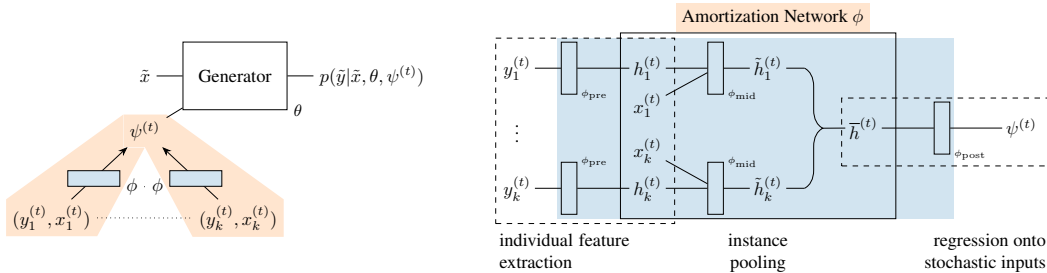 x̃ Generator p(ỹ|x̃, θ, ψ^(t))
θ
ψ^(t)
ϕ · ϕ
(y_1^(t), x_1^(t)) (y_k^(t), x_k^(t))
Amortization Network ϕ
y_1^(t) h_1^(t) h̃_1^(t)
ϕ_pre ϕ_mid
x_1^(t)
⋮ h̅^(t) ψ^(t)
ϕ_post
x_k^(t)
ϕ_pre ϕ_mid
y_k^(t) h_k^(t) h̃_k^(t)
individual feature
extraction
instance
pooling
regression onto
stochastic inputs